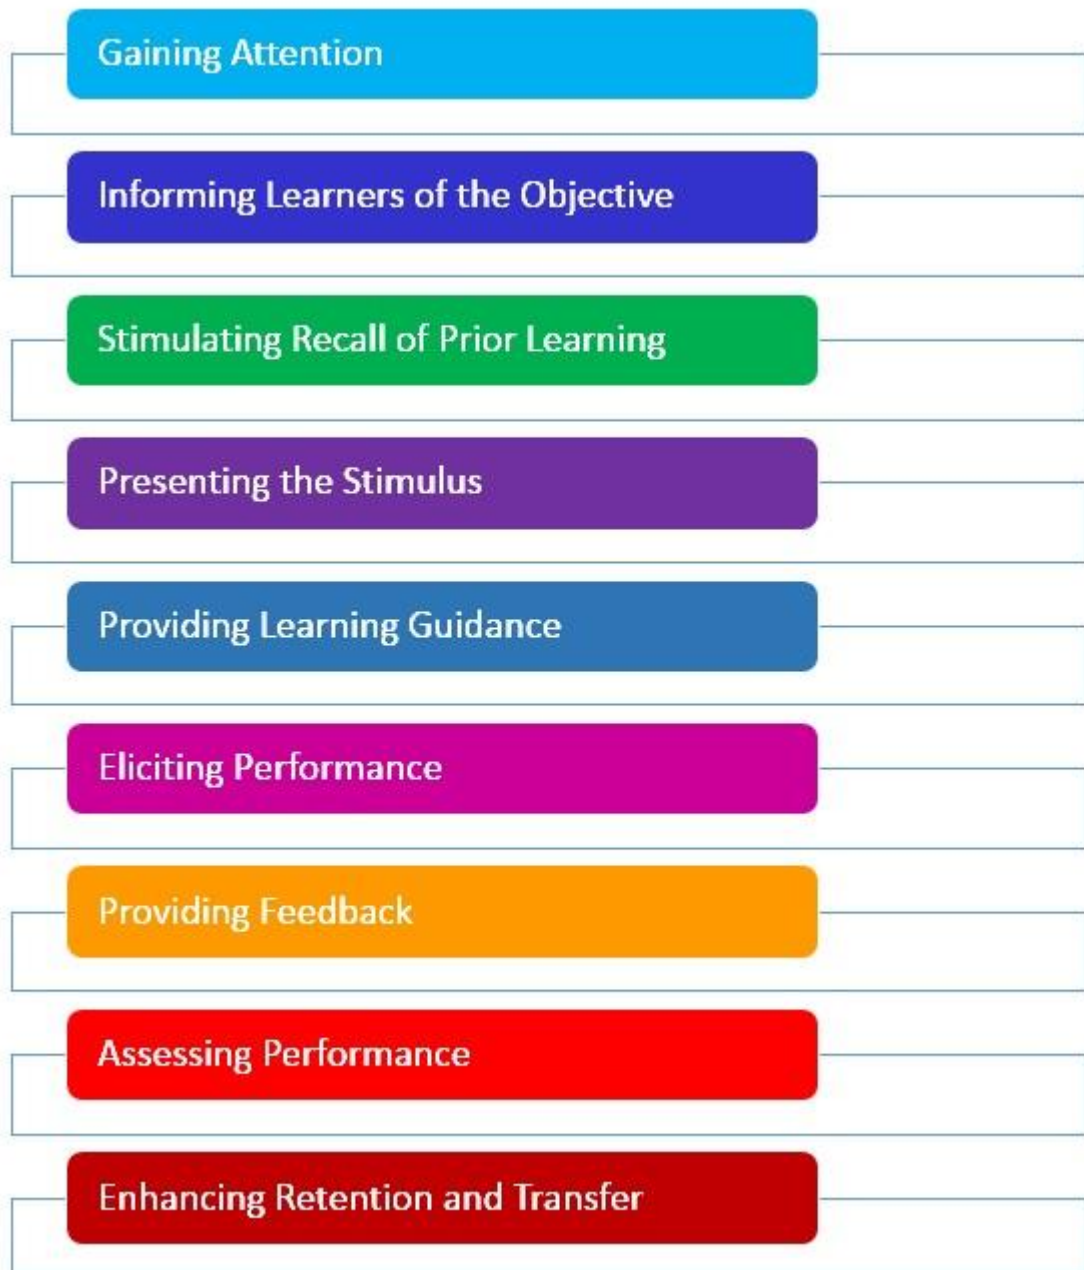 Gaining Attention
Informing Learners of the Objective
Stimulating Recall of Prior Learning
Presenting the Stimulus
Providing Learning Guidance
Eliciting Performance
Providing Feedback
Assessing Performance
Enhancing Retention and Transfer